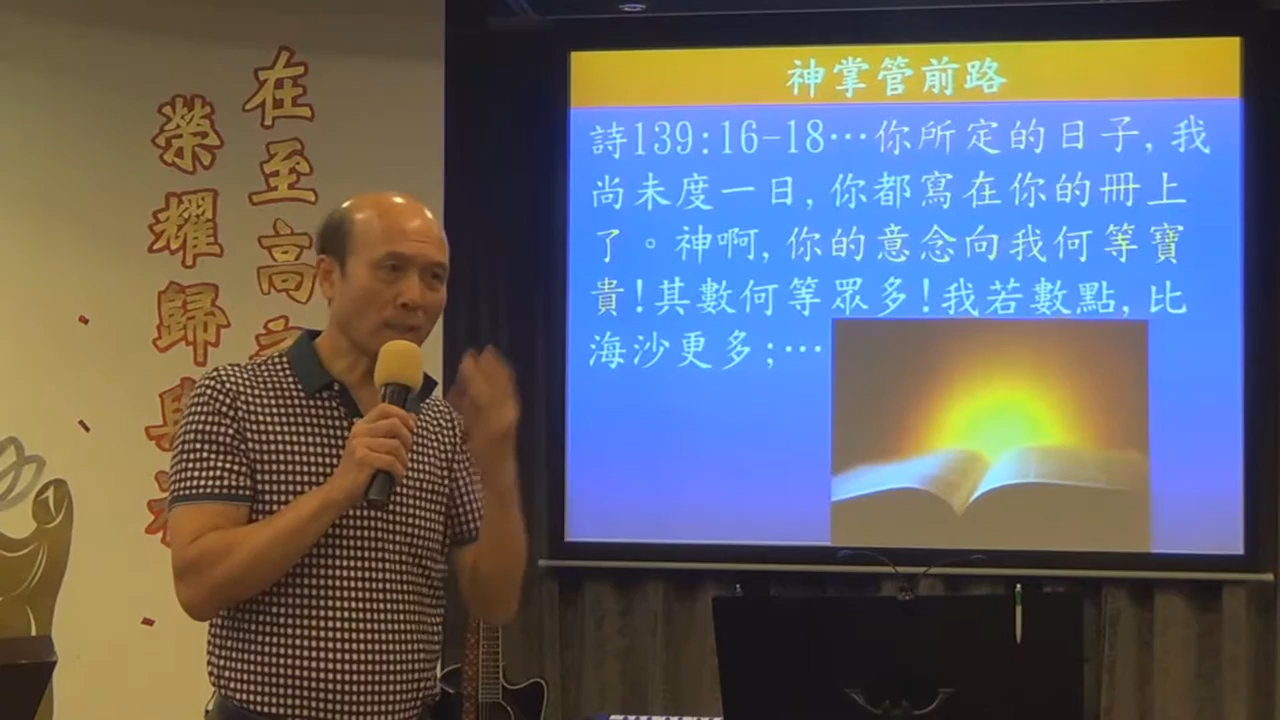 在至高之
榮耀歸與神
神掌管前路
詩139:16-18…你所定的日子,我
尚未度一日,你都寫在你的冊上
了。神啊,你的意念向我何等寶
貴!其數何等眾多!我若數點,比
海沙更多;…